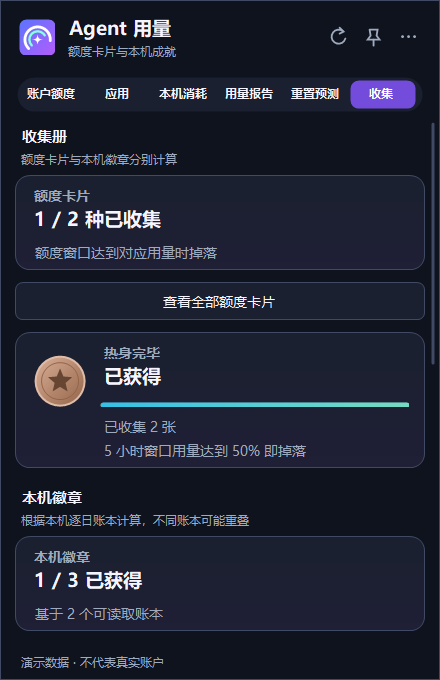 Agent 用量
额度卡片与本机成就
账户额度 应用 本机消耗 用量报告 重置预测 收集
收集册
额度卡片与本机徽章分别计算
额度卡片
1 / 2 种已收集
额度窗口达到对应用量时掉落
查看全部额度卡片
热身完毕
已获得
已收集 2 张
5 小时窗口用量达到 50% 即掉落
本机徽章
根据本机逐日账本计算，不同账本可能重叠
本机徽章
1 / 3 已获得
基于 2 个可读取账本
演示数据 · 不代表真实账户